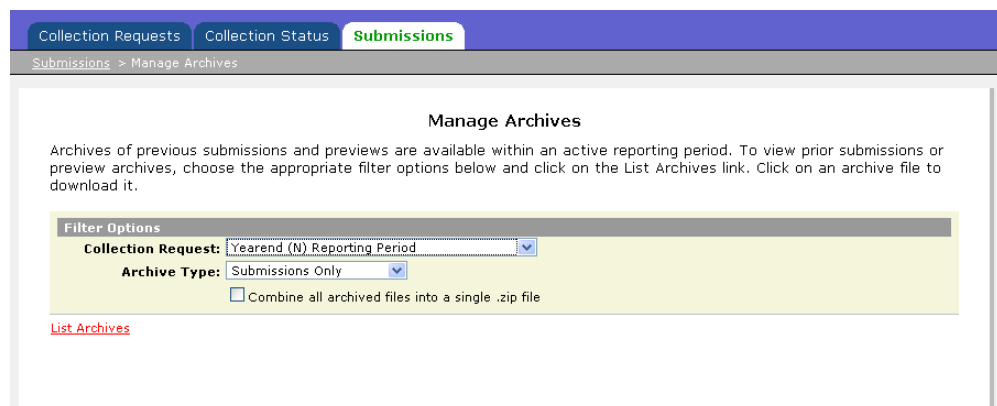 Collection Requests Collection Status Submissions
Submissions > Manage Archives
Manage Archives
Archives of previous submissions and previews are available within an active reporting period. To view prior submissions or
preview archives, choose the appropriate filter options below and click on the List Archives link. Click on an archive file to
download it.
Filter Options
Collection Request: Yearend (N) Reporting Period
Archive Type: Submissions Only
Combine all archived files into a single .zip file
List Archives